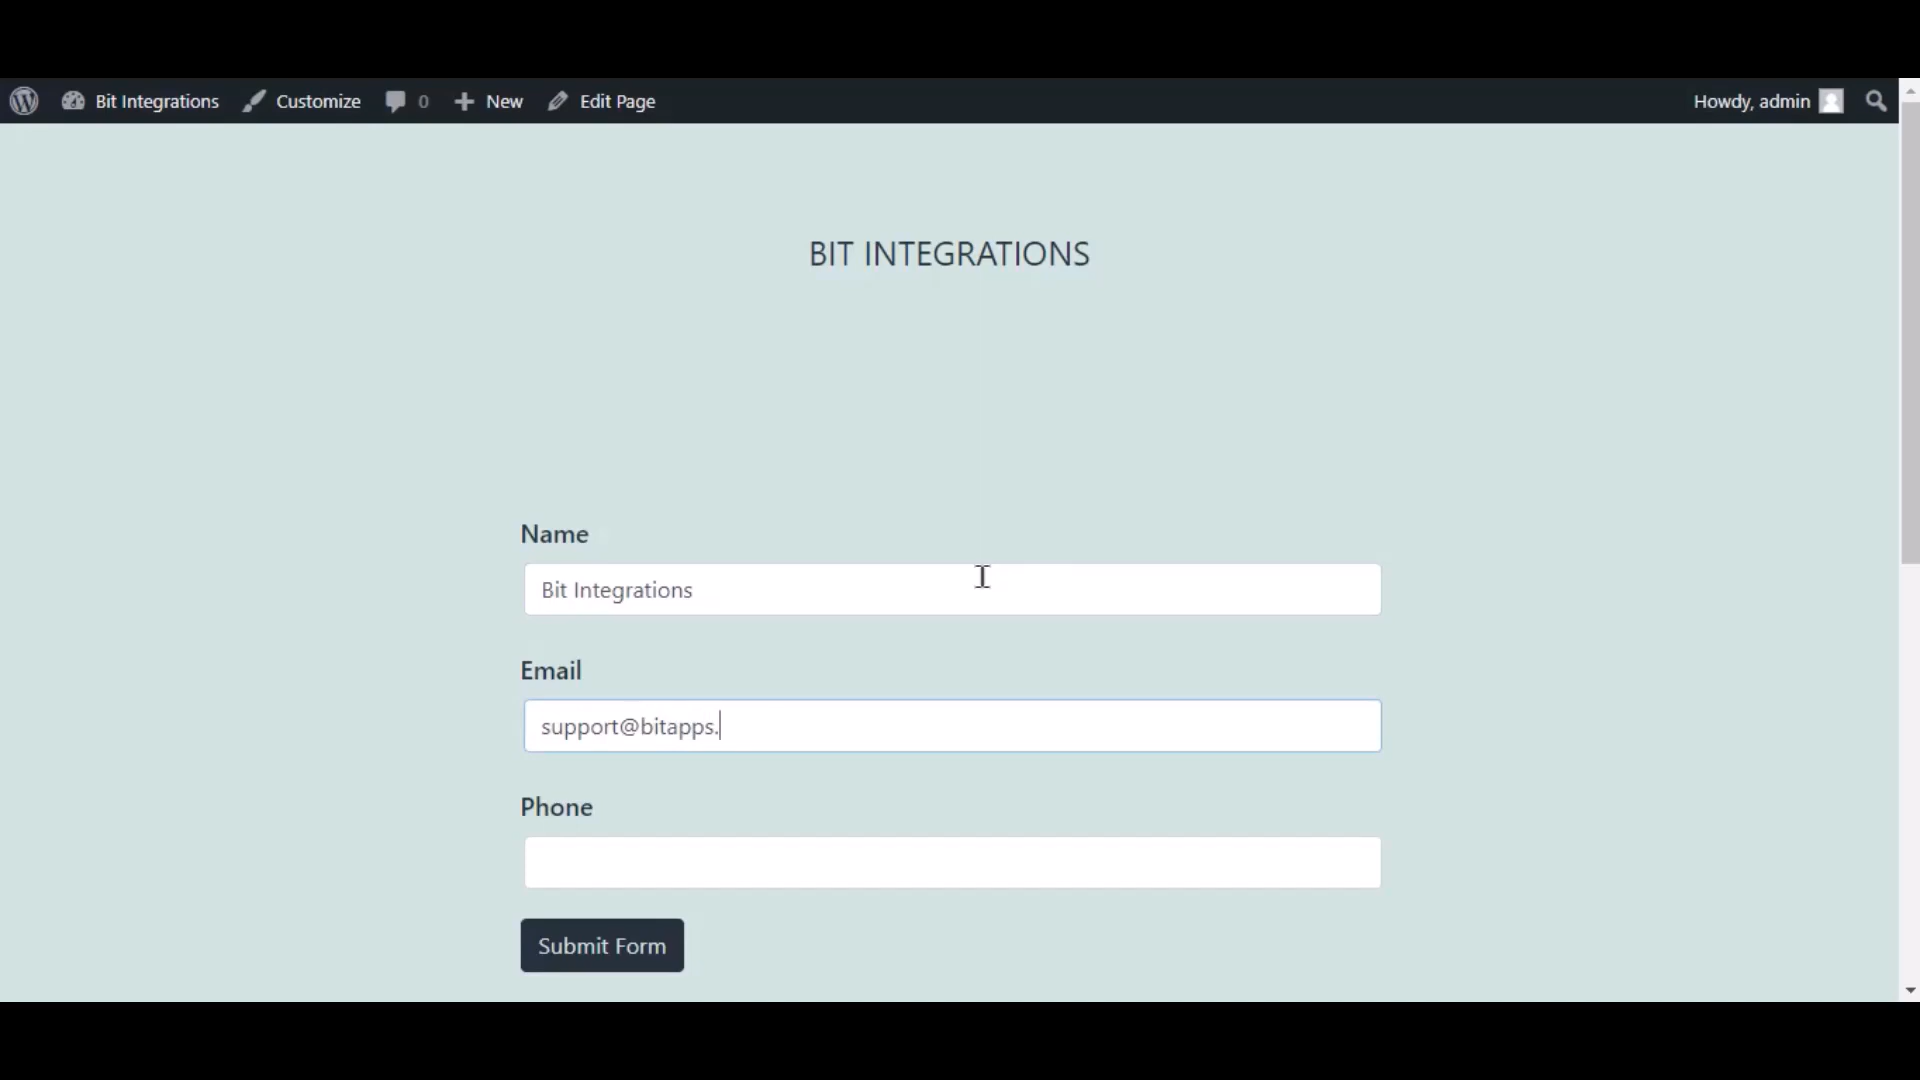 Bit Integrations Customize 0 New Edit Page Howdy, admin
BIT INTEGRATIONS
Name
Bit Integrations
Email
support@bitapps.
Phone
Submit Form